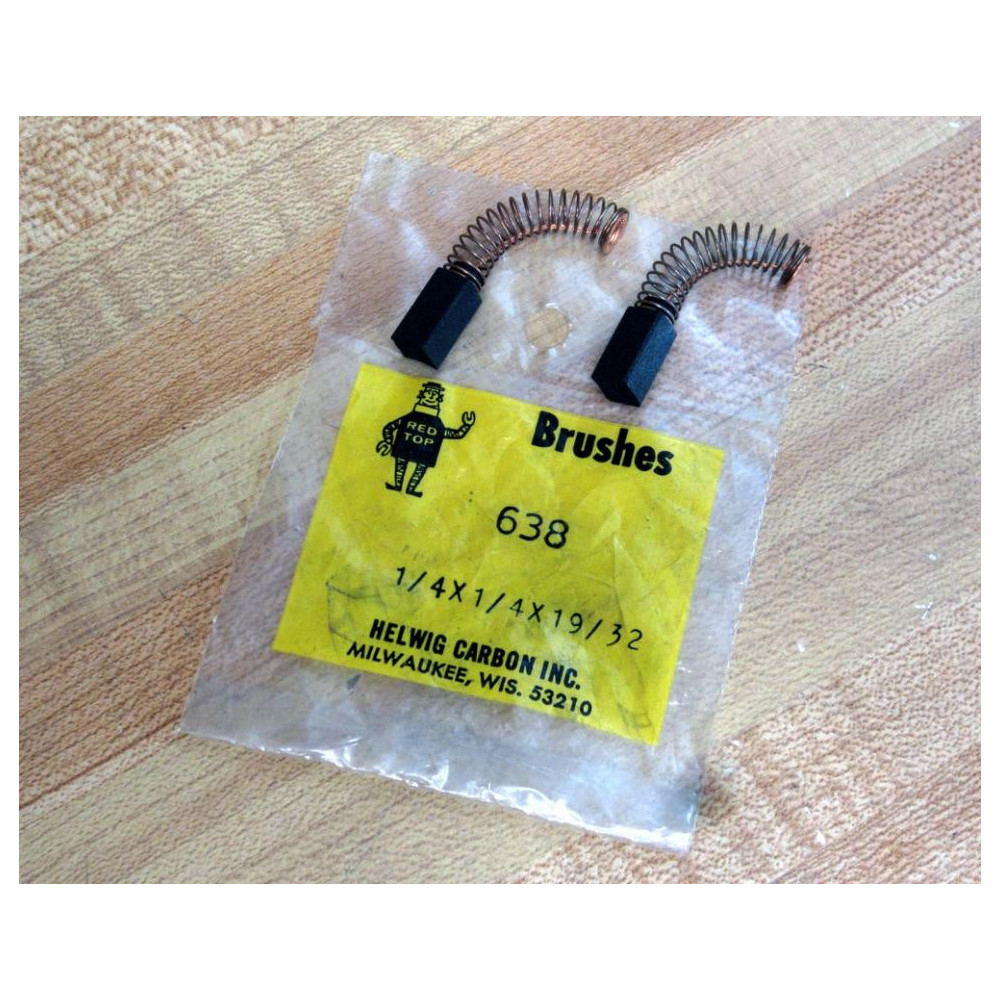 RED
TOP
Brushes
638
1/4X1/4X19/32
HELWIG CARBON INC.
MILWAUKEE, WIS. 53210